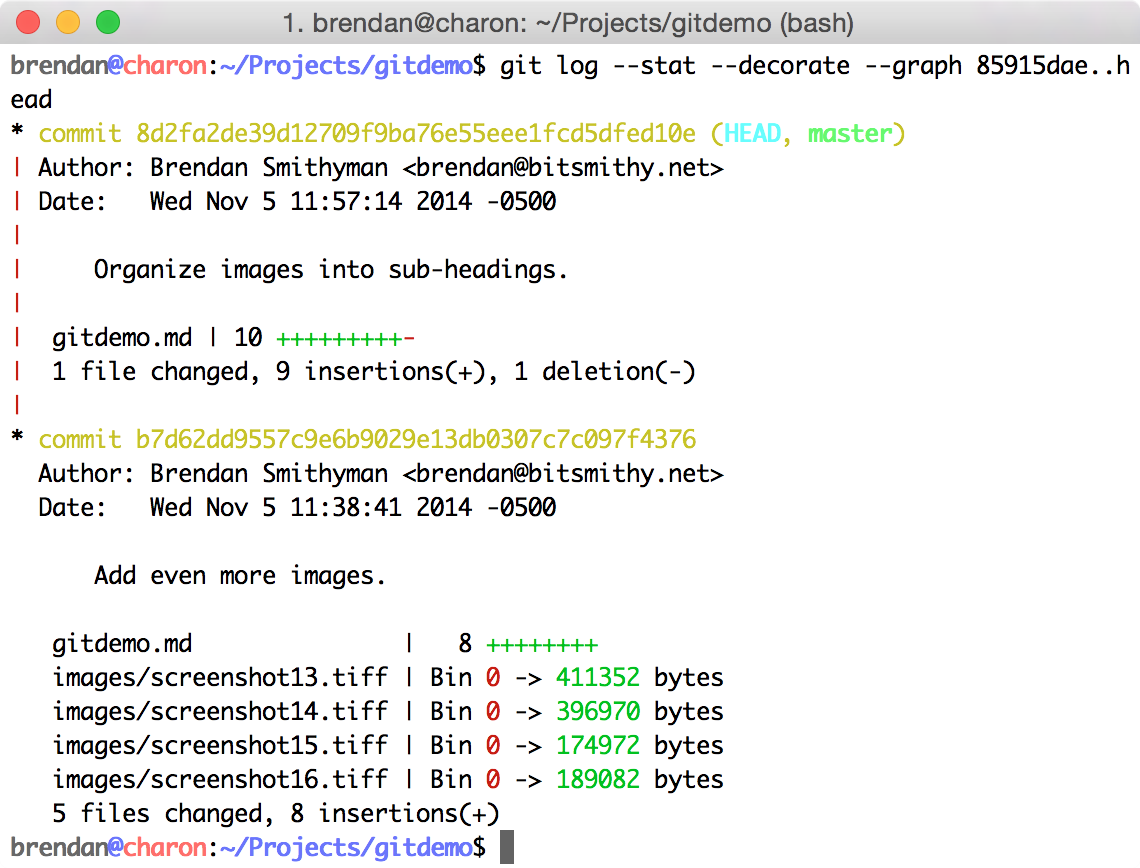 1. brendan@charon: ~/Projects/gitdemo (bash)
brendan@charon:~/Projects/gitdemo$ git log --stat --decorate --graph 85915dae..h
ead
* commit 8d2fa2de39d12709f9ba76e55eee1fcd5dfed10e (HEAD, master)
| Author: Brendan Smithyman <brendan@bitsmithy.net>
| Date:   Wed Nov 5 11:57:14 2014 -0500
|
|     Organize images into sub-headings.
|
|  gitdemo.md | 10 +++++++++-
|  1 file changed, 9 insertions(+), 1 deletion(-)
|
* commit b7d62dd9557c9e6b9029e13db0307c7c097f4376
  Author: Brendan Smithyman <brendan@bitsmithy.net>
  Date:   Wed Nov 5 11:38:41 2014 -0500

      Add even more images.

   gitdemo.md               |   8 ++++++++
   images/screenshot13.tiff | Bin 0 -> 411352 bytes
   images/screenshot14.tiff | Bin 0 -> 396970 bytes
   images/screenshot15.tiff | Bin 0 -> 174972 bytes
   images/screenshot16.tiff | Bin 0 -> 189082 bytes
   5 files changed, 8 insertions(+)
brendan@charon:~/Projects/gitdemo$